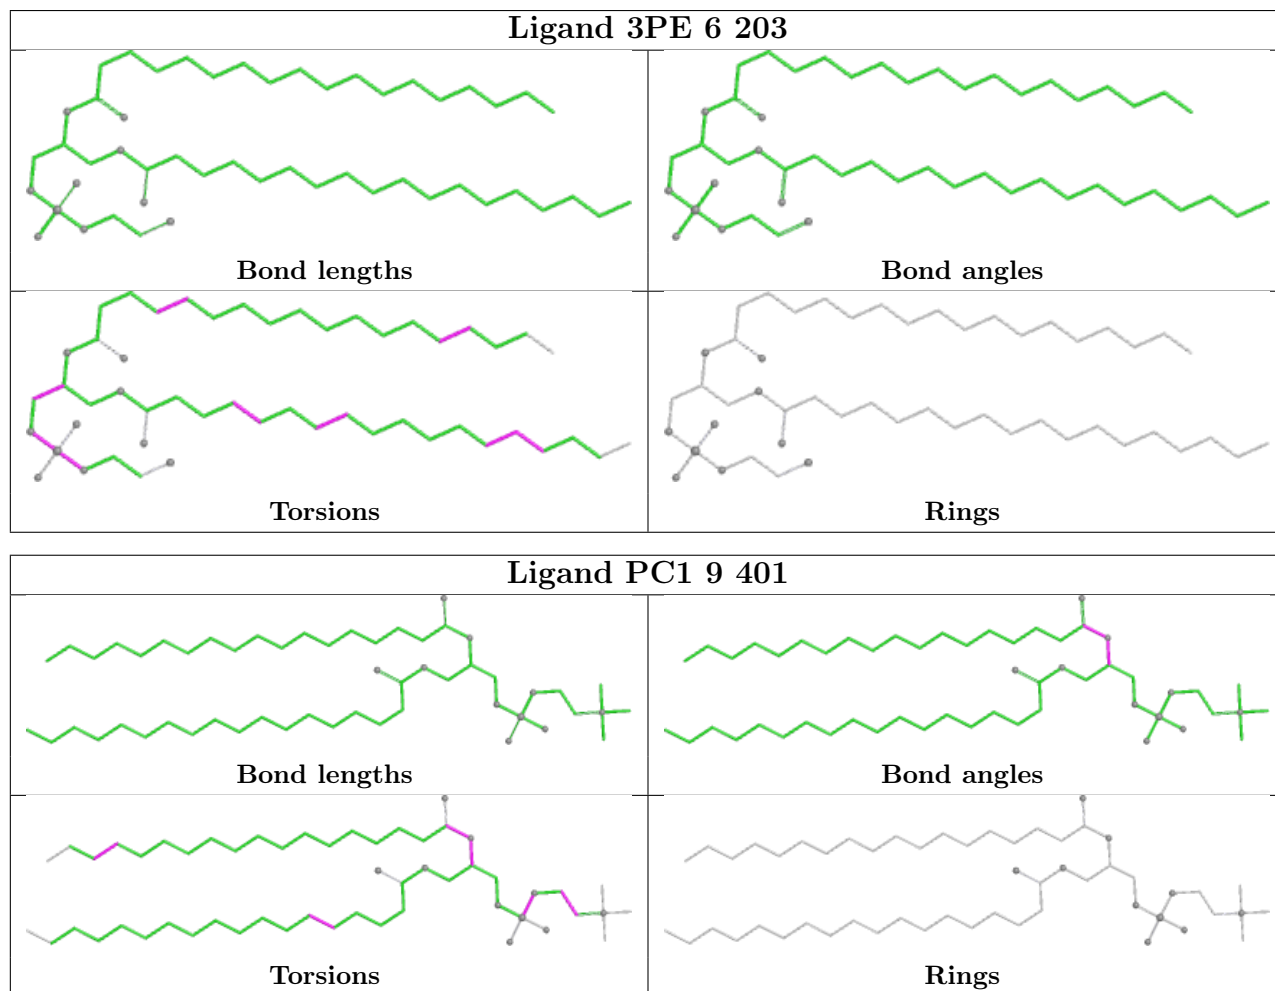 Ligand 3PE 6 203
Bond lengths
Bond angles
Torsions
Rings
Ligand PC1 9 401
Bond lengths
Bond angles
Torsions
Rings